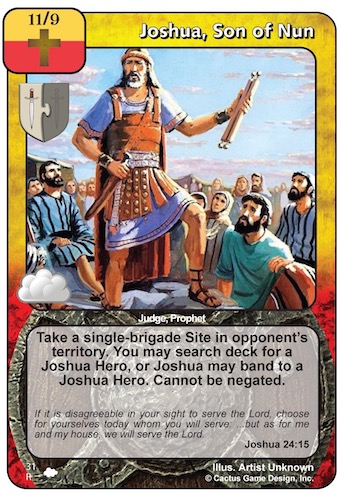 11/9
Joshua, Son of Nun
Judge, Prophet
Take a single-brigade Site in opponent's
territory. You may search deck for a
Joshua Hero, or Joshua may band to a
Joshua Hero. Cannot be negated.
If it is disagreeable in your sight to serve the Lord, choose
for yourselves today whom you will serve: ...but as for
me and my house, we will serve the Lord.
Joshua 24:15
31
R
Illus. Artist Unknown
© Cactus Game Design, Inc.